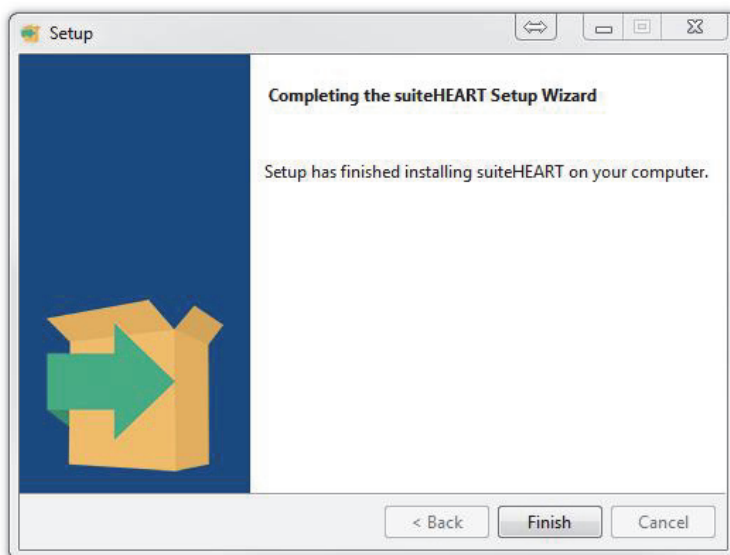 Setup
Completing the suiteHEART Setup Wizard
Setup has finished installing suiteHEART on your computer.
< Back
Finish
Cancel